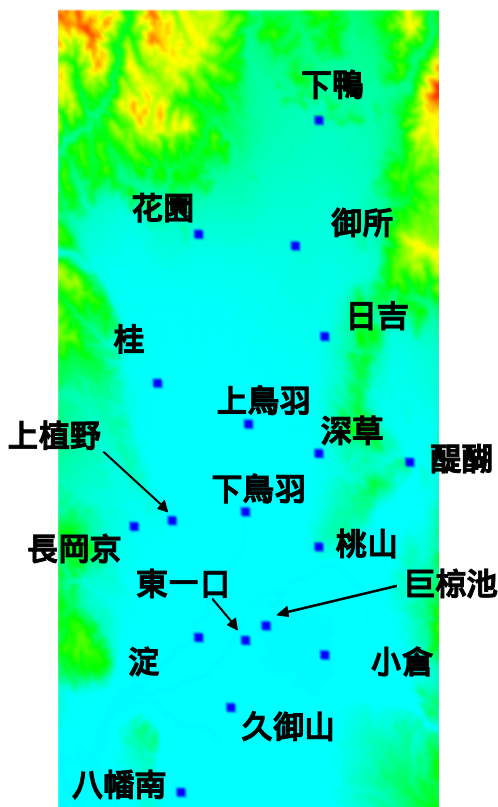 下鴨
花園
御所
日吉
桂
上鳥羽
深草
上植野
醍醐
下鳥羽
長岡京
桃山
東一口
巨椋池
淀
小倉
久御山
八幡南